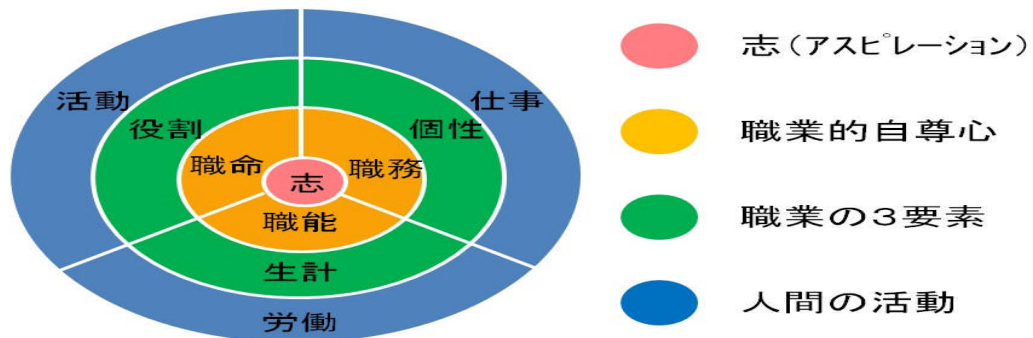 活動
仕事
役割
個性
職命
職務
志
職能
生計
労働
志（アスピレーション）
職業的自尊心
職業の３要素
人間の活動